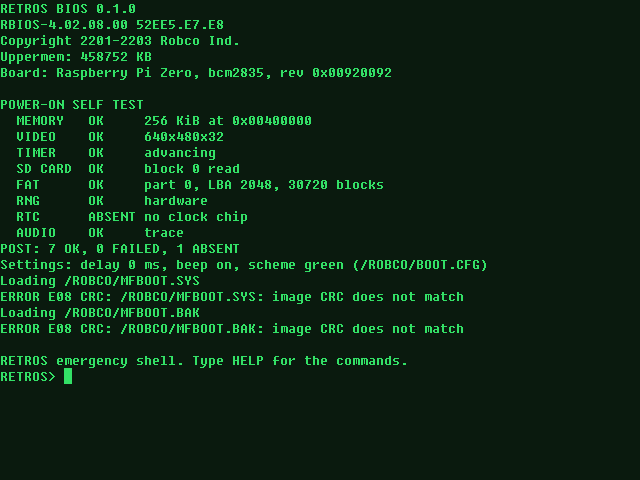 RETROS BIOS 0.1.0
RBIOS-4.02.08.00 52EE5.E7.E8
Copyright 2201-2203 Robco Ind.
Uppermem: 458752 KB
Board: Raspberry Pi Zero, bcm2835, rev 0x00920092
POWER-ON SELF TEST
MEMORY OK 256 KiB at 0x00400000
VIDEO OK 640x480x32
TIMER OK advancing
SD CARD OK block 0 read
FAT OK part 0, LBA 2048, 30720 blocks
RNG OK hardware
RTC ABSENT no clock chip
AUDIO OK trace
POST: 7 OK, 0 FAILED, 1 ABSENT
Settings: delay 0 ms, beep on, scheme green (/ROBCO/BOOT.CFG)
Loading /ROBCO/MFBOOT.SYS
ERROR E08 CRC: /ROBCO/MFBOOT.SYS: image CRC does not match
Loading /ROBCO/MFBOOT.BAK
ERROR E08 CRC: /ROBCO/MFBOOT.BAK: image CRC does not match
RETROS emergency shell. Type HELP for the commands.
RETROS>